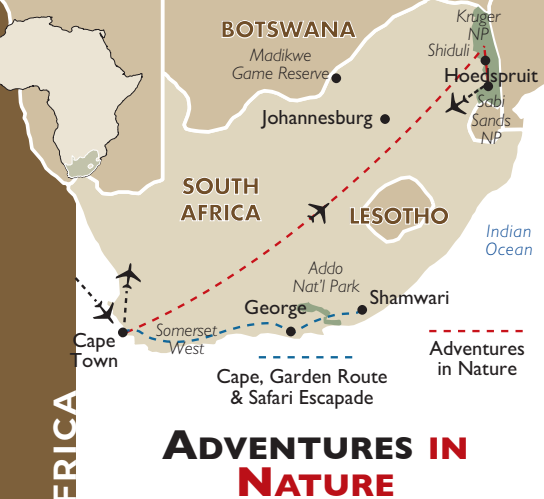 BOTSWANA
Kruger
NP
Madikwe
Game Reserve
Shiduli
Hoedspruit
Sabi
Sands
NP
Johannesburg
SOUTH
AFRICA
LESOTHO
Indian
Ocean
Addo
Nat'l Park
George
Shamwari
Cape
Town
Somerset
West
Adventures
in Nature
Cape, Garden Route
& Safari Escapade
FRICA
ADVENTURES IN
NATURE